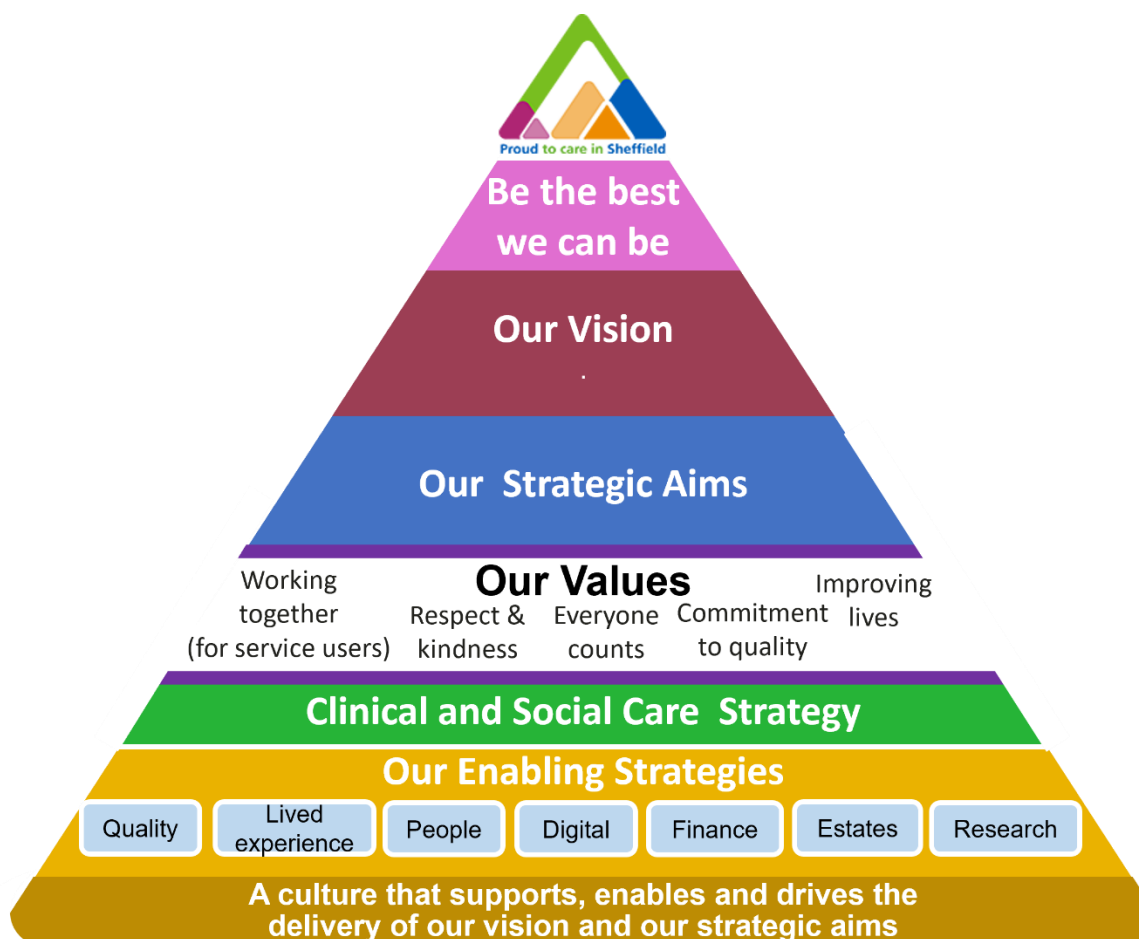 Proud to care in Sheffield
Be the best
we can be
Our Vision
.
Our Strategic Aims
Our Values
Working
together
(for service users)
Respect &
kindness
Everyone
counts
Commitment
to quality
Improving
lives
Clinical and Social Care Strategy
Our Enabling Strategies
Quality
Lived
experience
People
Digital
Finance
Estates
Research
A culture that supports, enables and drives the
delivery of our vision and our strategic aims